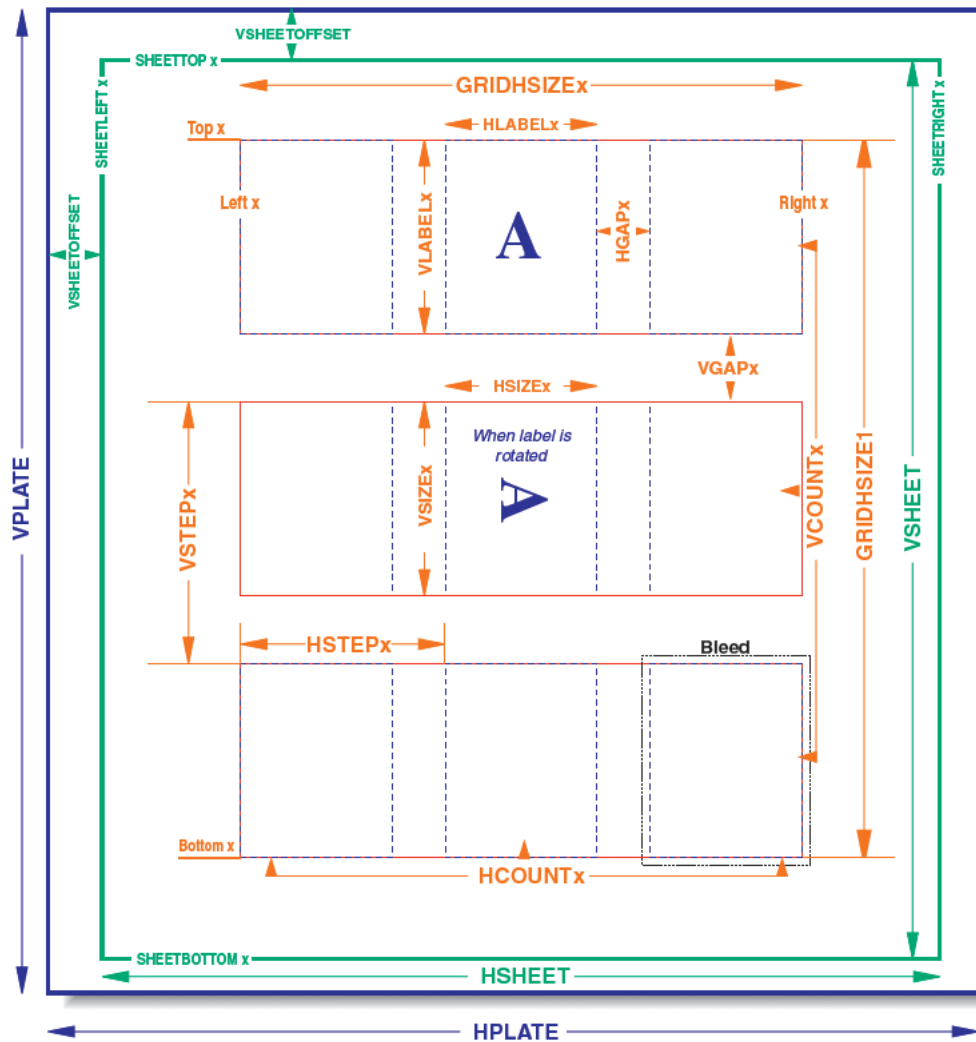 VSHEETOFFSET
SHEETTOP x
GRIDHSIZEx
SHEETLEFT x
SHEETRIGHT x
HLABELx
Top x
Left x
VLABELx
A
HGAPx
Right x
VSHEETOFFSET
VGAPx
HSIZEx
When label is
rotated
A
VSIZEx
VSTEPx
VCOUNTx
GRIDHSIZE1
VSHEET
VPLATE
HSTEPx
Bleed
Bottom x
HCOUNTx
SHEETBOTTOM x
HSHEET
HPLATE